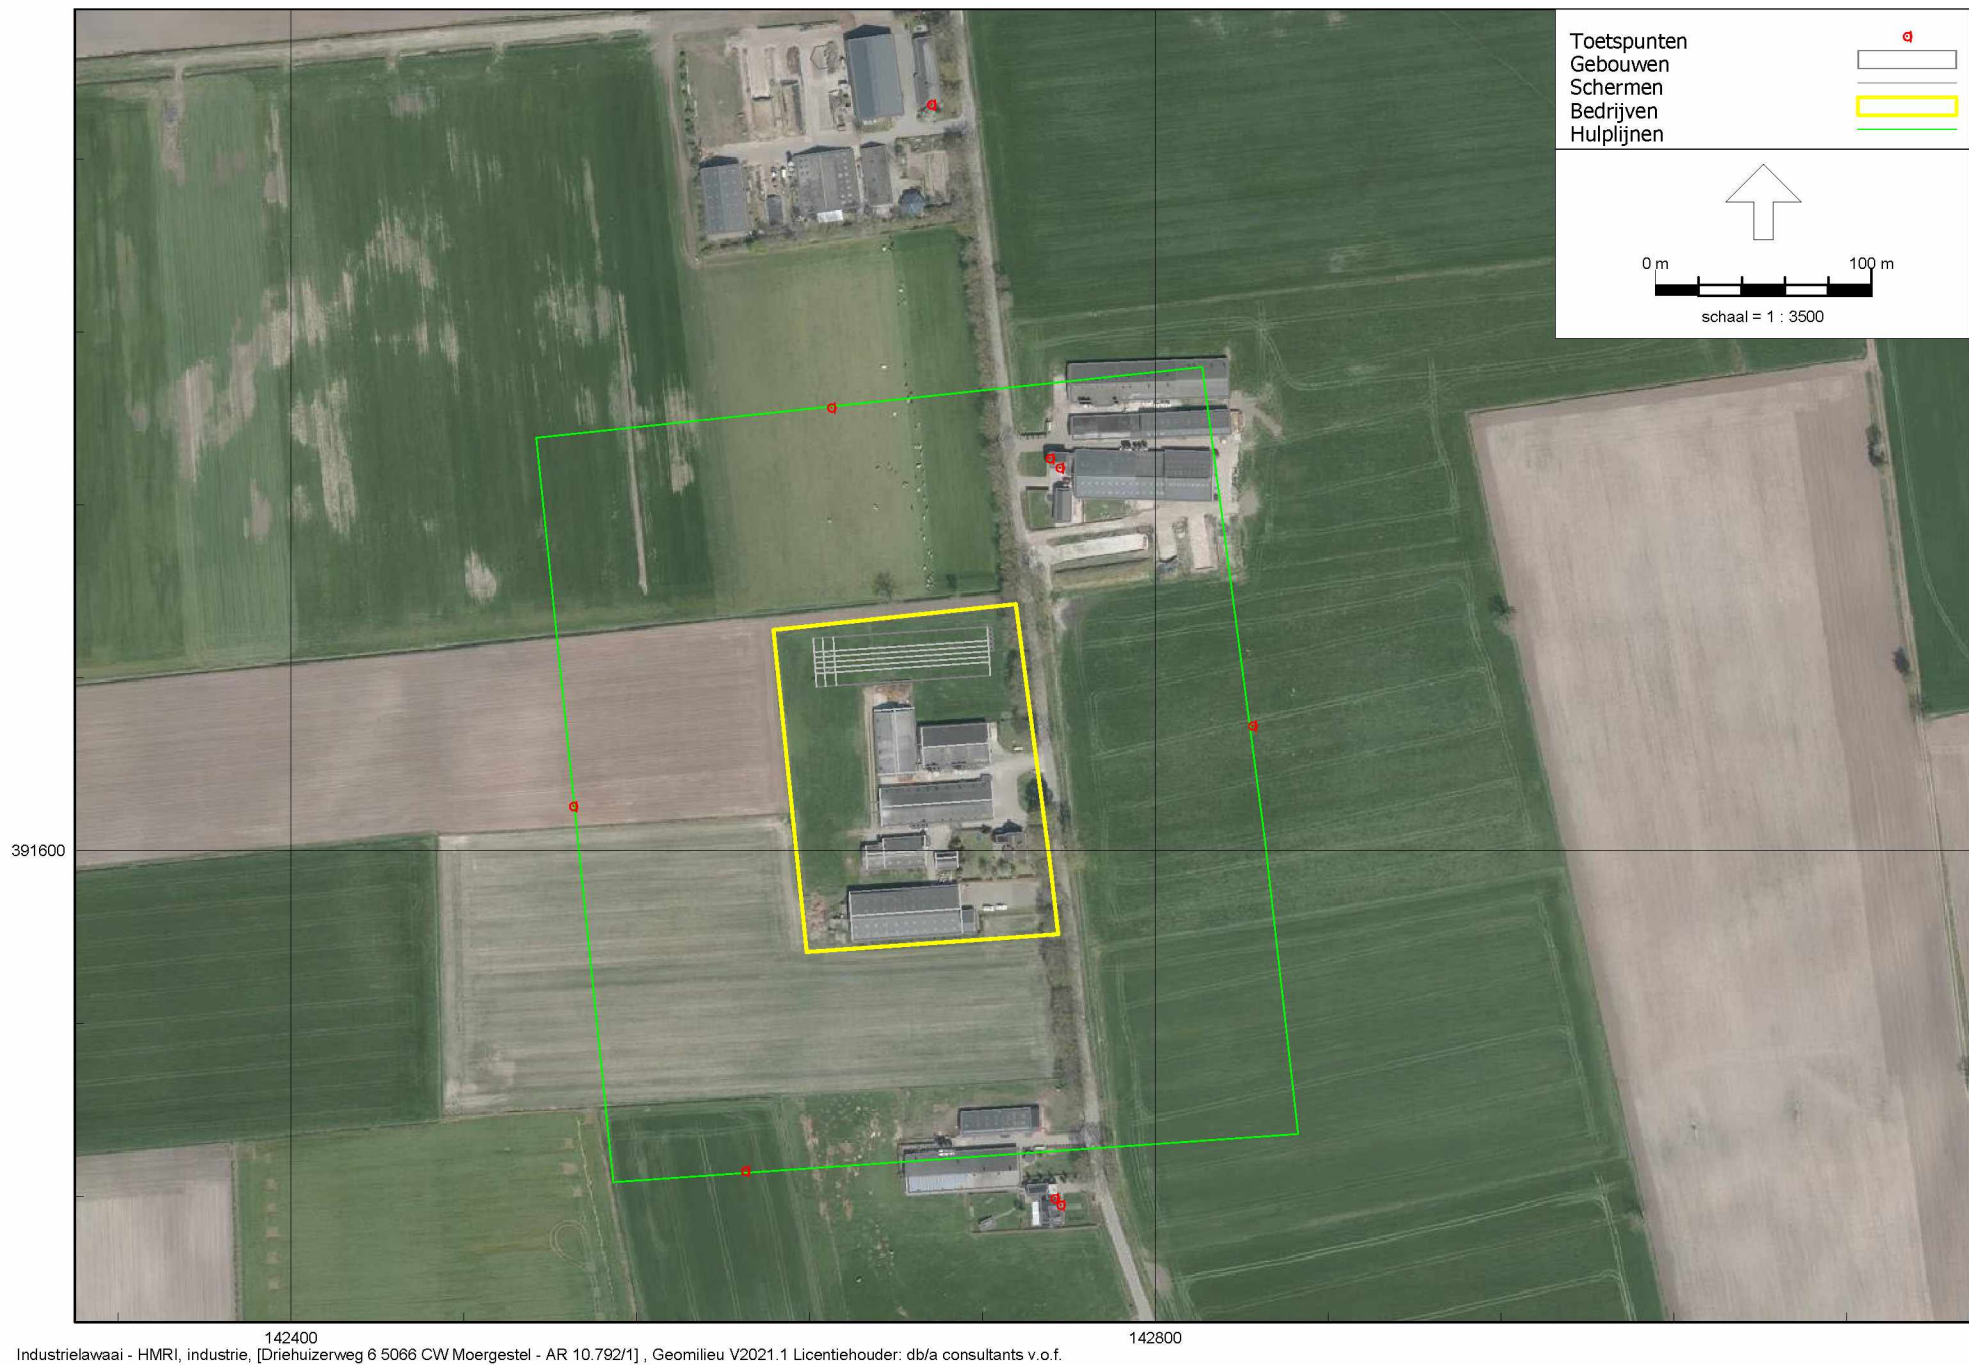 Toetspunten
Gebouwen
Schermen
Bedrijven
Hulplijnen
0 m 100 m
schaal = 1 : 3500
391600
142400 142800
Industrielawaai - HMRI, industrie, [Driehuizerweg 6 5066 CW Moergestel - AR 10.792/1] , Geomilieu V2021.1 Licentiehouder: db/a consultants v.o.f.